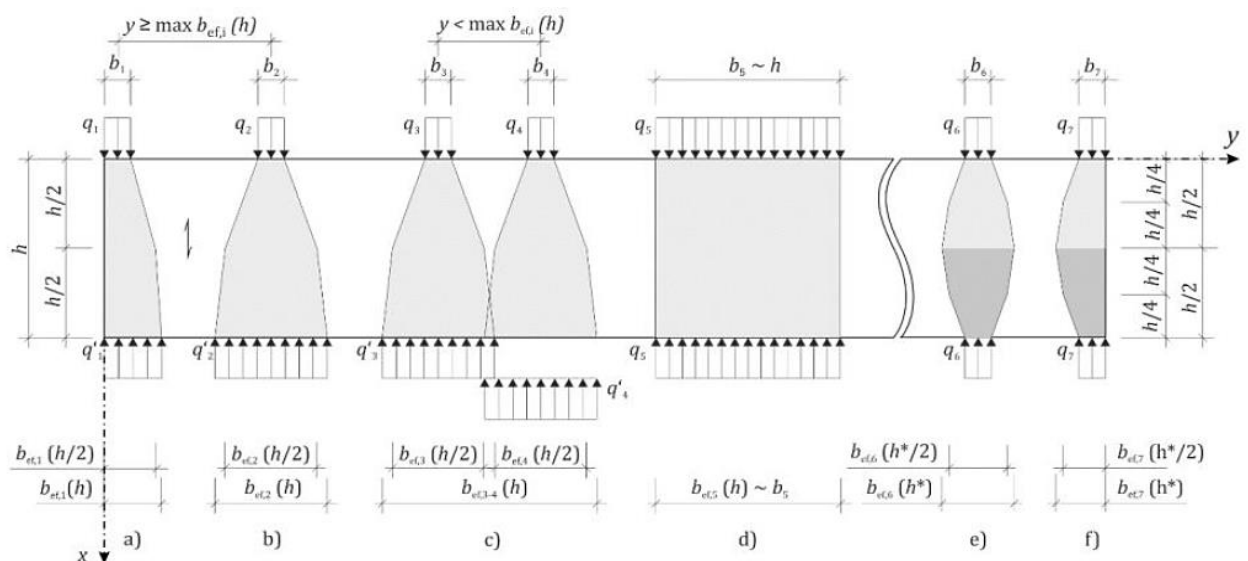 y ≥ max b_ef,i (h)
y < max b_ef,i (h)
b₁
b₂
b₃
b₄
b₅ ~ h
b₆
b₇
q₁
q₂
q₃
q₄
q₅
q₆
q₇
y
h
h/2
h/2
h/4
h/4
h/4
h/4
h/2
h/2
q'₁
q'₂
q'₃
q'₄
q₅
q₆
q₇
b_ef,1 (h/2)
b_ef,2 (h/2)
b_ef,3 (h/2)
b_ef,4 (h/2)
b_ef,6 (h*/2)
b_ef,7 (h*/2)
b_ef,1(h)
b_ef,2 (h)
b_ef,3-4 (h)
b_ef,5 (h) ~ b₅
b_ef,6 (h*)
b_ef,7 (h*)
x
a)
b)
c)
d)
e)
f)